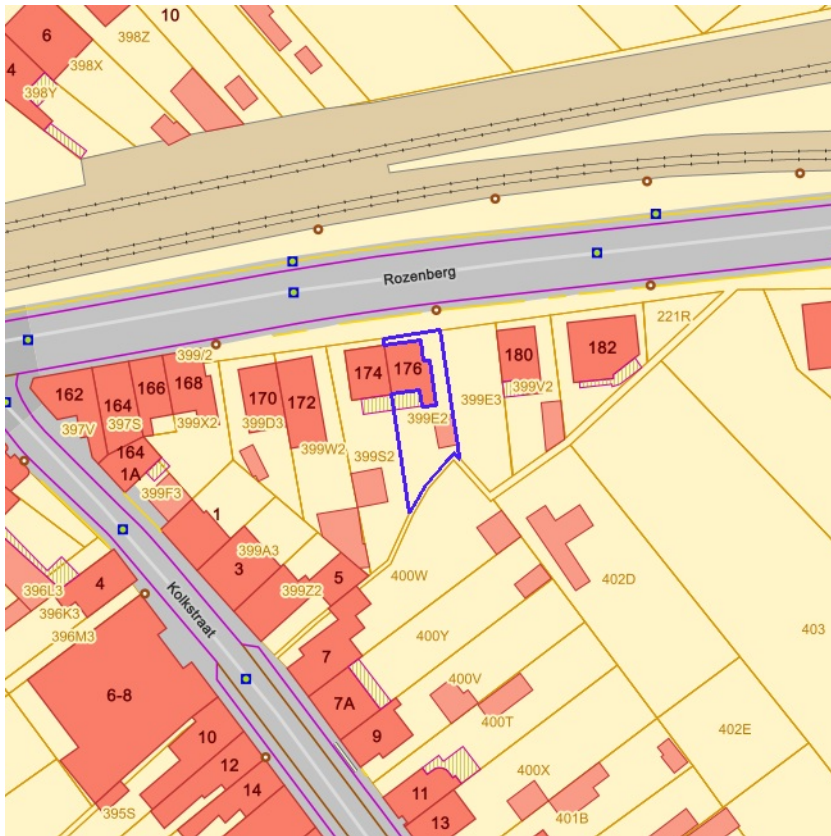 10
6
398Z
398X
4
398Y
Rozenberg
221R
399/2
180
182
174
176
166
168
162
164
170
172
399V2
399E3
397V
397S
399X2
399D3
399E2
399W2
399S2
164
1A
399F3
1
399A3
3
399Z2
5
400W
402D
4
396L3
396K3
396M3
Kolkstraat
400Y
403
7
400V
6-8
7A
400T
9
402E
10
12
400X
11
14
395S
13
401B